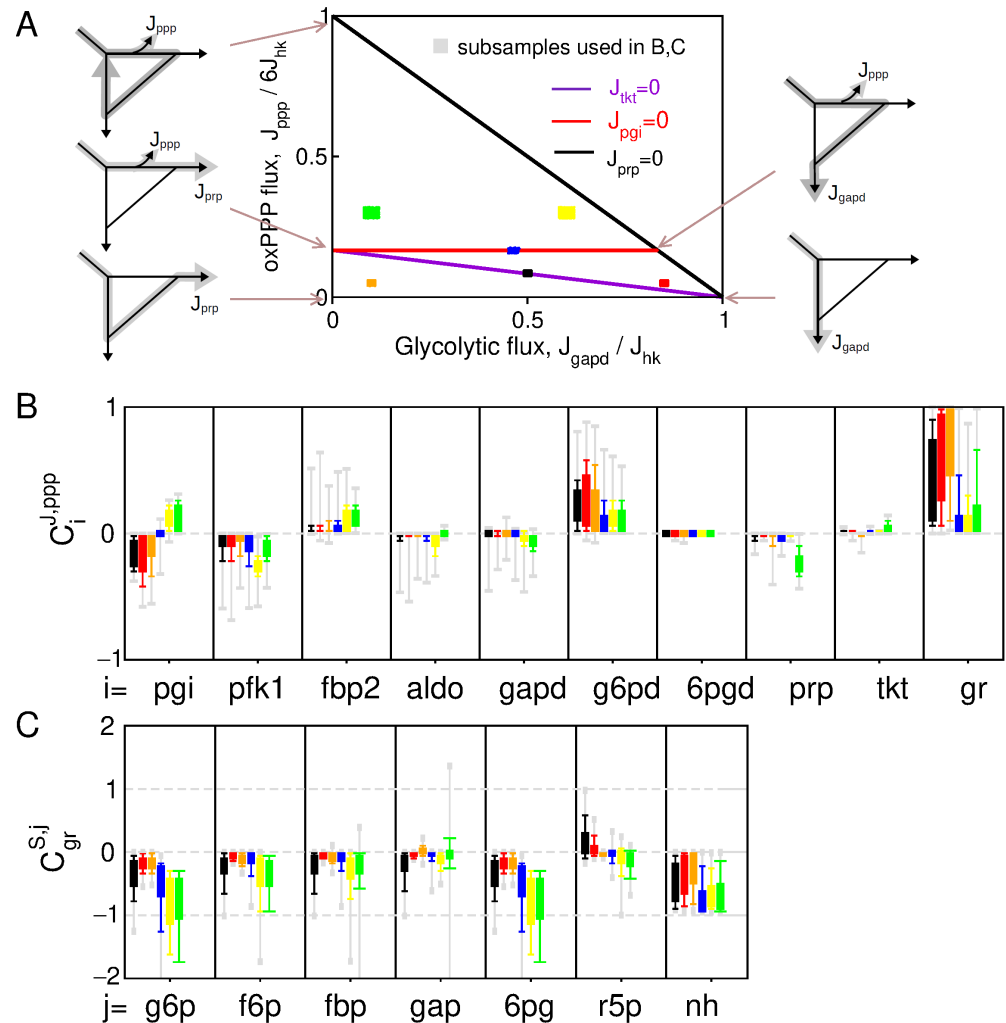 A
J_ppp
J_ppp
J_prp
J_prp
oxPPP flux, J_ppp / 6J_hk
1
0.5
0
subsamples used in B,C
J_tkt=0
J_pgi=0
J_prp=0
0
0.5
1
Glycolytic flux, J_gapd / J_hk
J_ppp
J_gapd
J_gapd
B
C_i^J,ppp
1
0
−1
i= pgi pfk1 fbp2 aldo gapd g6pd 6pgd prp tkt gr
C
C_gr^S,j
2
1
0
−1
−2
j= g6p f6p fbp gap 6pg r5p nh